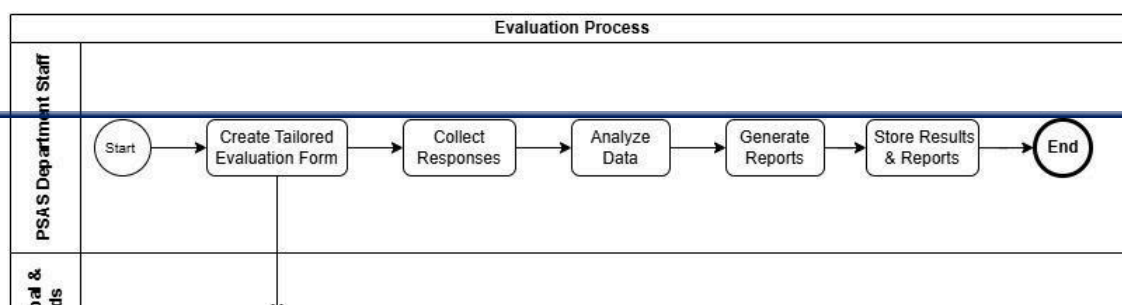 Evaluation Process
PSAS Department Staff
Start
Create Tailored
Evaluation Form
Collect
Responses
Analyze
Data
Generate
Reports
Store Results
& Reports
End
&